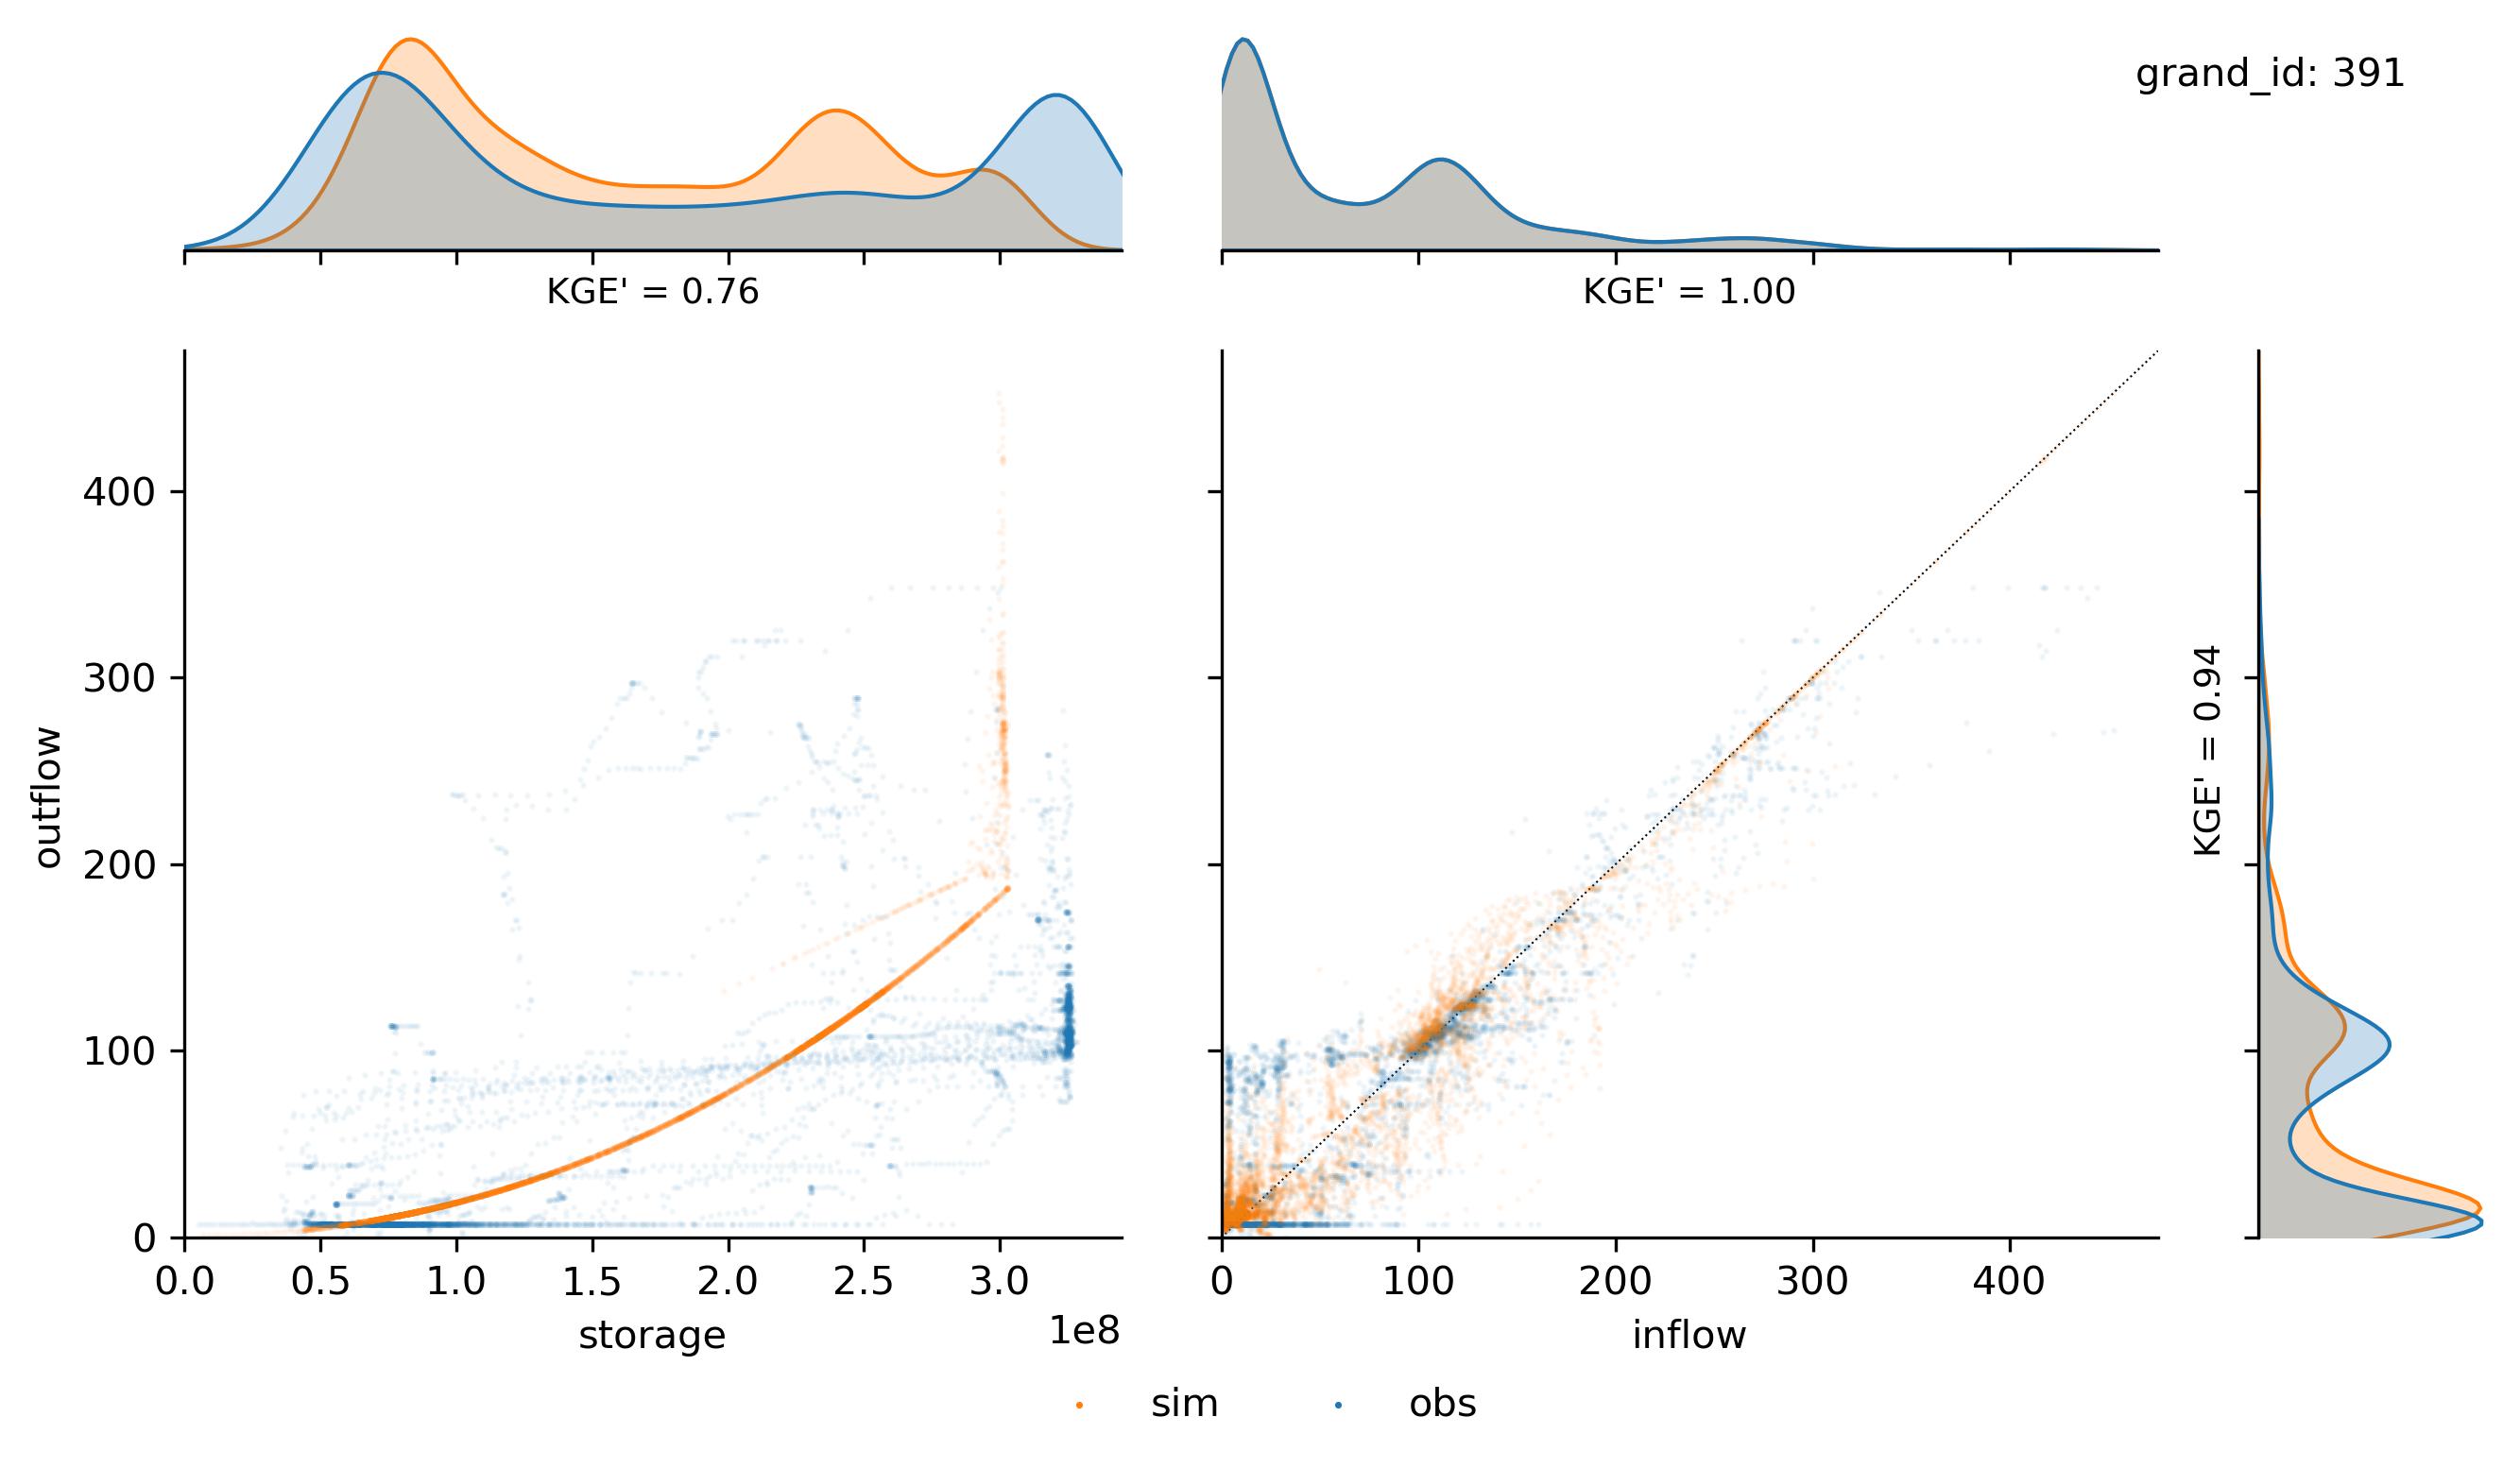 grand_id: 391
KGE' = 0.76
KGE' = 1.00
outflow
400
300
200
100
0
0.0 0.5 1.0 1.5 2.0 2.5 3.0
storage
1e8
0 100 200 300 400
inflow
KGE' = 0.94
sim obs